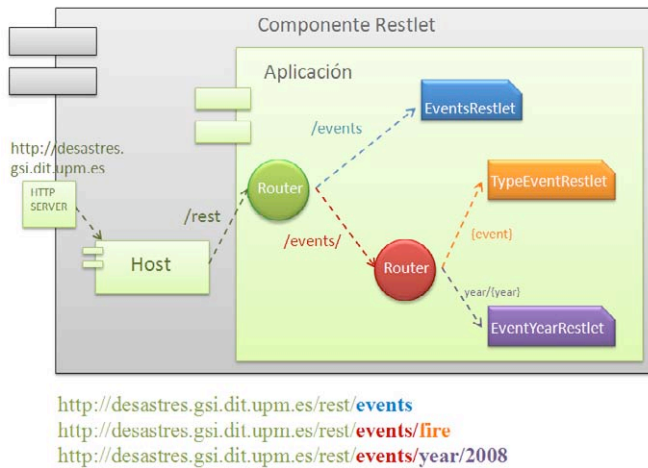 Componente Restlet
Aplicación
EventsRestlet
/events
http://desastres.
gsi.dit.upm.es
TypeEventRestlet
Router
HTTP
SERVER
/rest
/events/
{event}
Host
Router
year/{year}
EventYearRestlet
http://desastres.gsi.dit.upm.es/rest/events
http://desastres.gsi.dit.upm.es/rest/events/fire
http://desastres.gsi.dit.upm.es/rest/events/year/2008